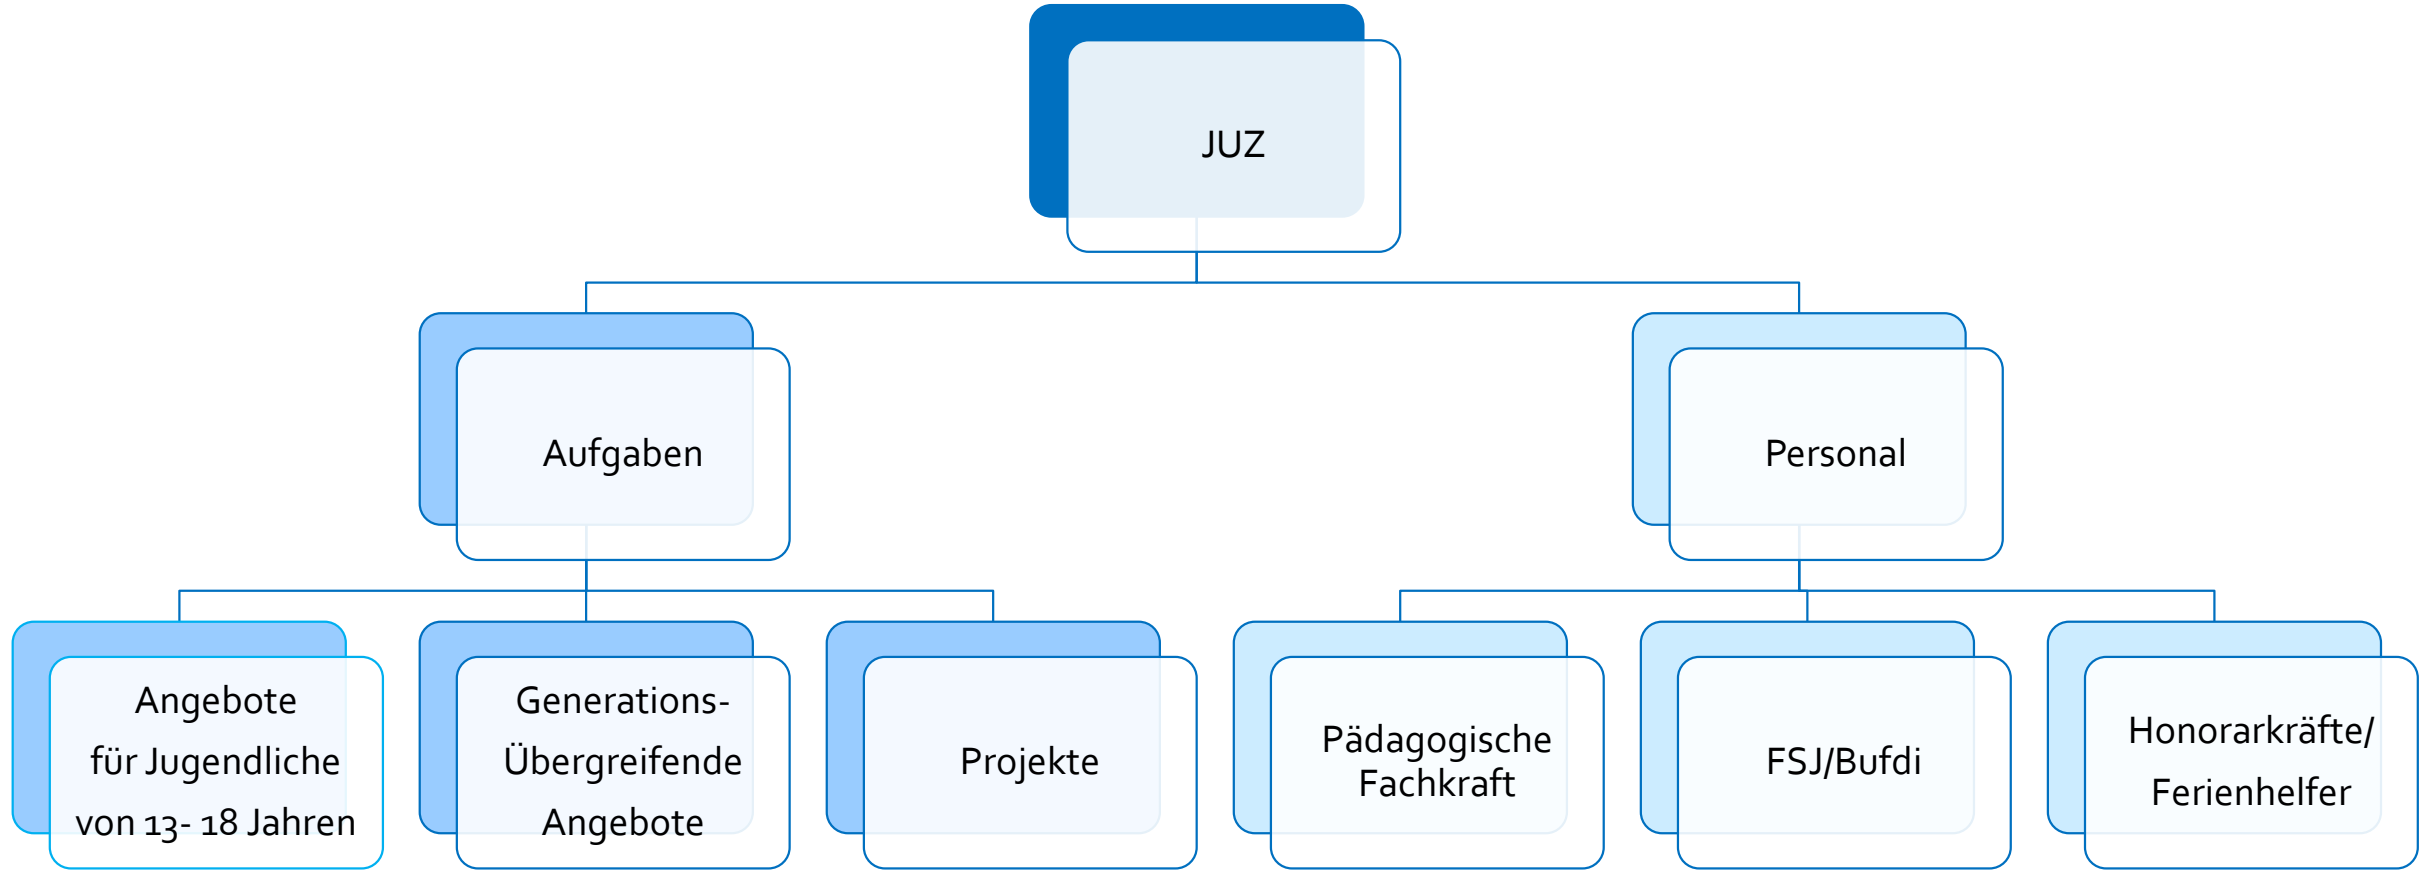 JUZ
Aufgaben
Personal
Angebote
für Jugendliche
von 13- 18 Jahren
Generations-
Übergreifende
Angebote
Projekte
Pädagogische
Fachkraft
FSJ/Bufdi
Honorarkräfte/
Ferienhelfer